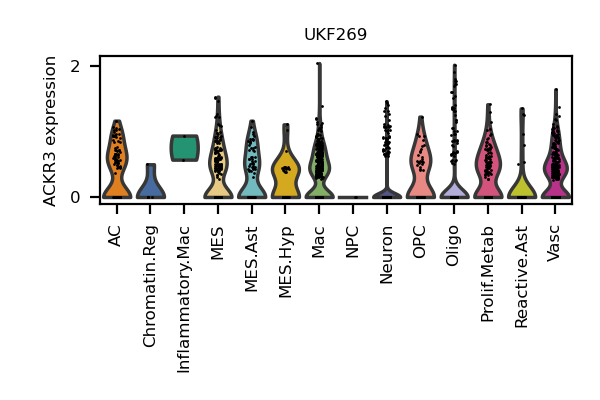 UKF269
ACKR3 expression
2
0
AC
Chromatin.Reg
Inflammatory.Mac
MES
MES.Ast
MES.Hyp
Mac
NPC
Neuron
OPC
Oligo
Prolif.Metab
Reactive.Ast
Vasc